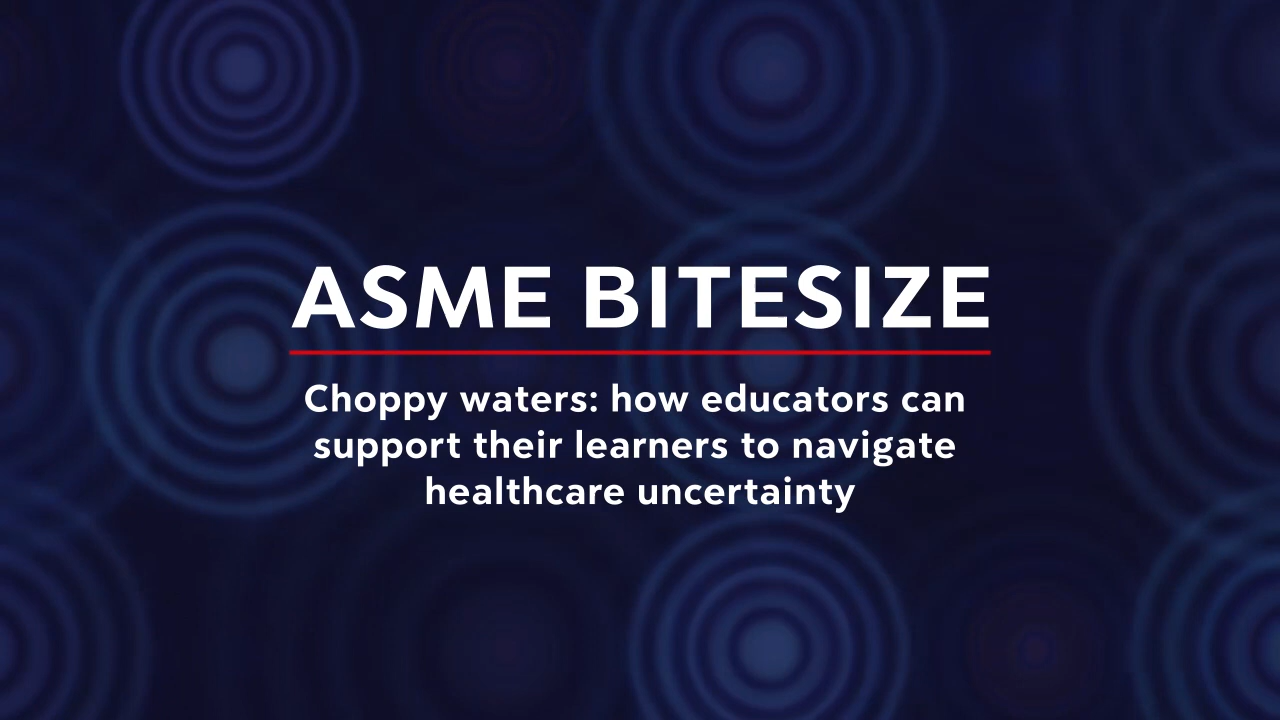 ASME BITESIZE
Choppy waters: how educators can
support their learners to navigate
healthcare uncertainty